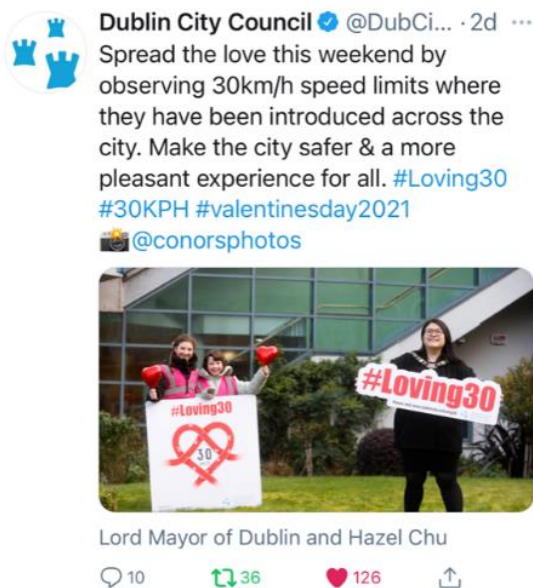 Dublin City Council @DubCi... · 2d ...
Spread the love this weekend by
observing 30km/h speed limits where
they have been introduced across the
city. Make the city safer & a more
pleasant experience for all. #Loving30
#30KPH #valentinesday2021
@conorsphotos
#Loving30
30
#Loving30
Lord Mayor of Dublin and Hazel Chu
10 36 126